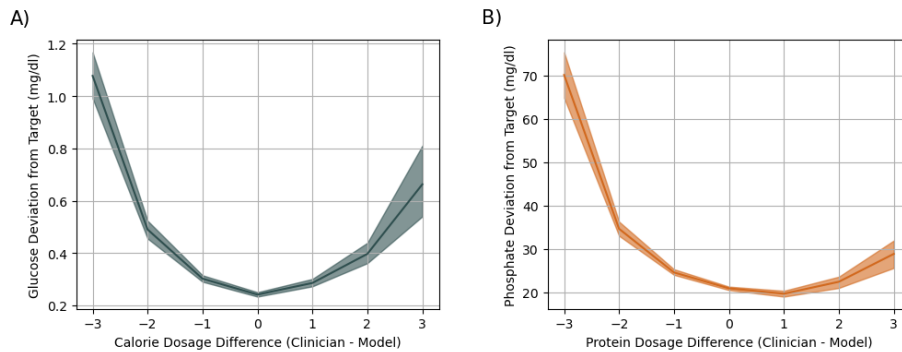 A)
Glucose Deviation from Target (mg/dl)
1.2
1.0
0.8
0.6
0.4
0.2
−3 −2 −1 0 1 2 3
Calorie Dosage Difference (Clinician - Model)
B)
Phosphate Deviation from Target (mg/dl)
70
60
50
40
30
20
−3 −2 −1 0 1 2 3
Protein Dosage Difference (Clinician - Model)